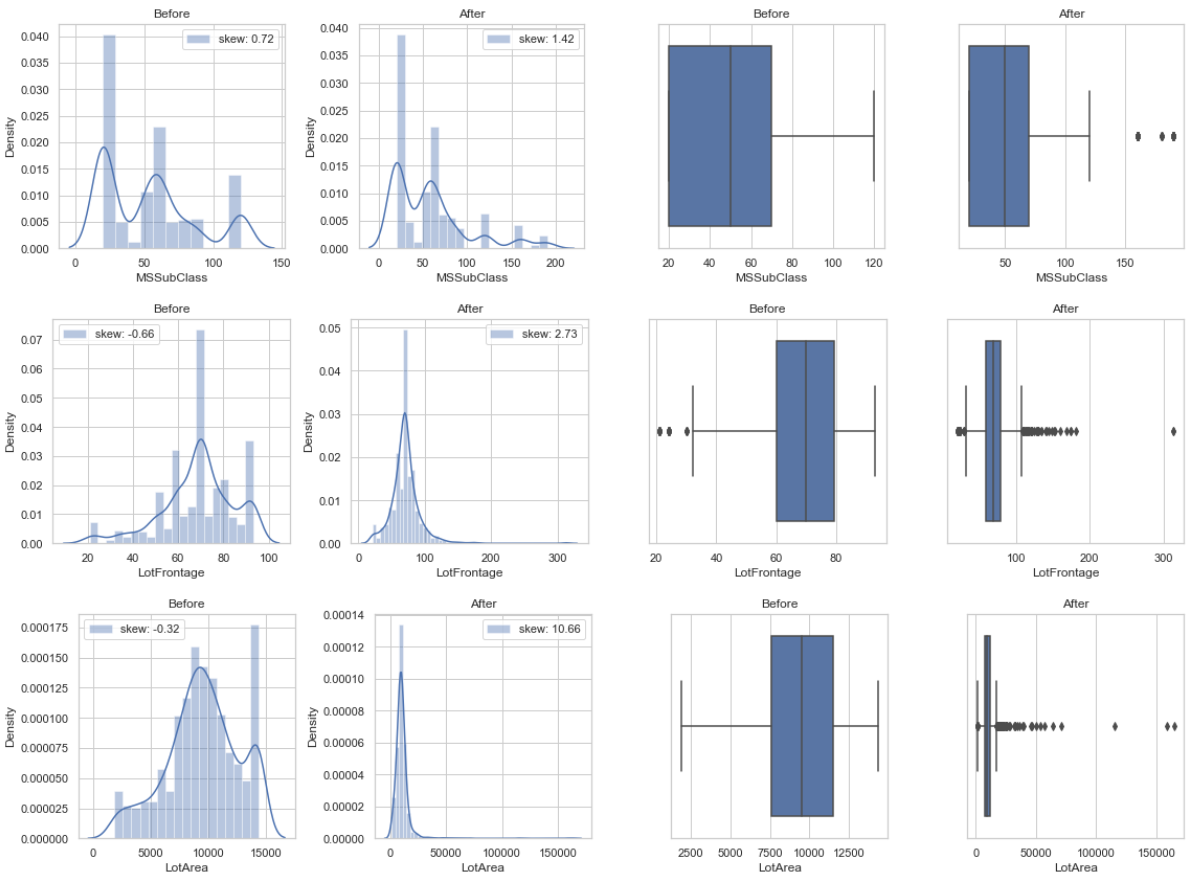 Before
After
Before
After
skew: 0.72
skew: 1.42
0.040
0.035
0.030
0.025
0.020
0.015
0.010
0.005
0.000
Density
0.040
0.035
0.030
0.025
0.020
0.015
0.010
0.005
0.000
Density
0 50 100 150
0 50 100 150 200
20 40 60 80 100 120
50 100 150
MSSubClass
MSSubClass
MSSubClass
MSSubClass
Before
After
Before
After
skew: -0.66
skew: 2.73
0.07
0.06
0.05
0.04
0.03
0.02
0.01
0.00
Density
0.05
0.04
0.03
0.02
0.01
0.00
Density
20 40 60 80 100
0 100 200 300
20 40 60 80
100 200 300
LotFrontage
LotFrontage
LotFrontage
LotFrontage
Before
After
Before
After
skew: -0.32
skew: 10.66
0.000175
0.000150
0.000125
0.000100
0.000075
0.000050
0.000025
0.000000
Density
0.00014
0.00012
0.00010
0.00008
0.00006
0.00004
0.00002
0.00000
Density
0 5000 10000 15000
0 50000 100000 150000
2500 5000 7500 10000 12500
0 50000 100000 150000
LotArea
LotArea
LotArea
LotArea